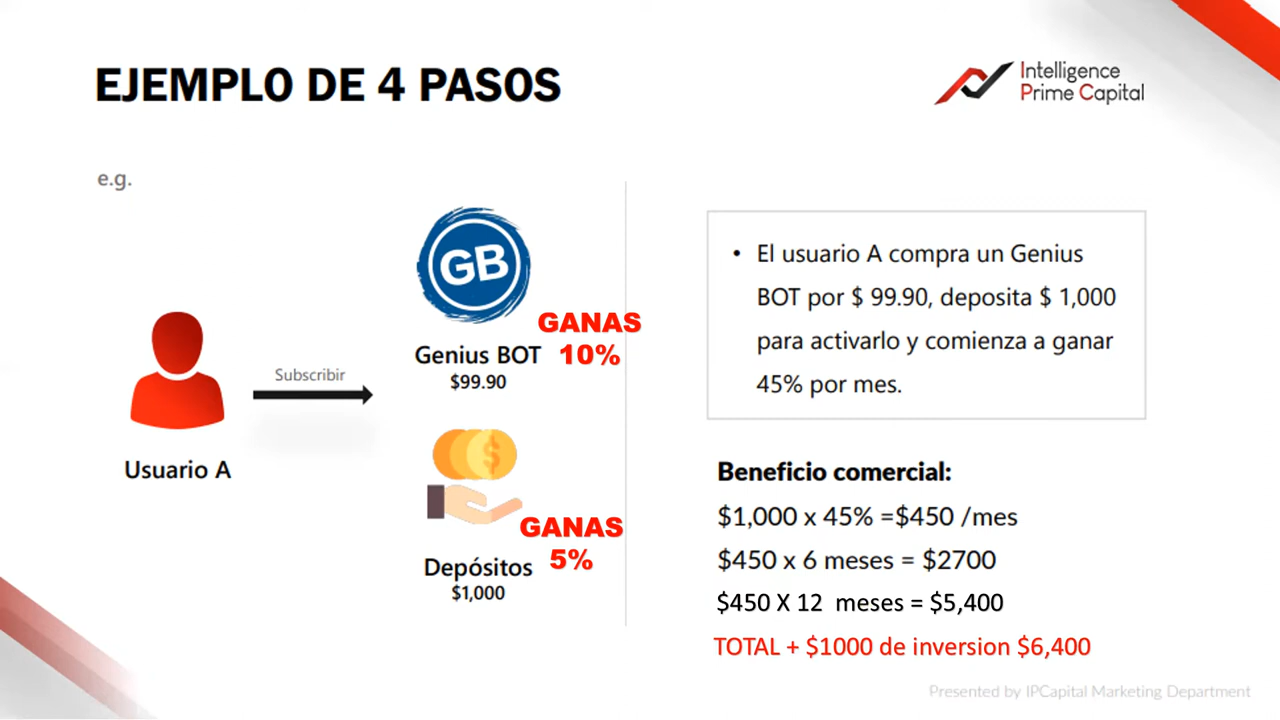 EJEMPLO DE 4 PASOS
Intelligence
Prime Capital
e.g.
GB
GANAS
10%
Genius BOT
$99.90
Subscribir
Usuario A
GANAS
5%
Depósitos
$1,000
• El usuario A compra un Genius
BOT por $ 99.90, deposita $ 1,000
para activarlo y comienza a ganar
45% por mes.
Beneficio comercial:
$1,000 x 45% =$450 /mes
$450 x 6 meses = $2700
$450 X 12 meses = $5,400
TOTAL + $1000 de inversion $6,400
Presented by IPCapital Marketing Department